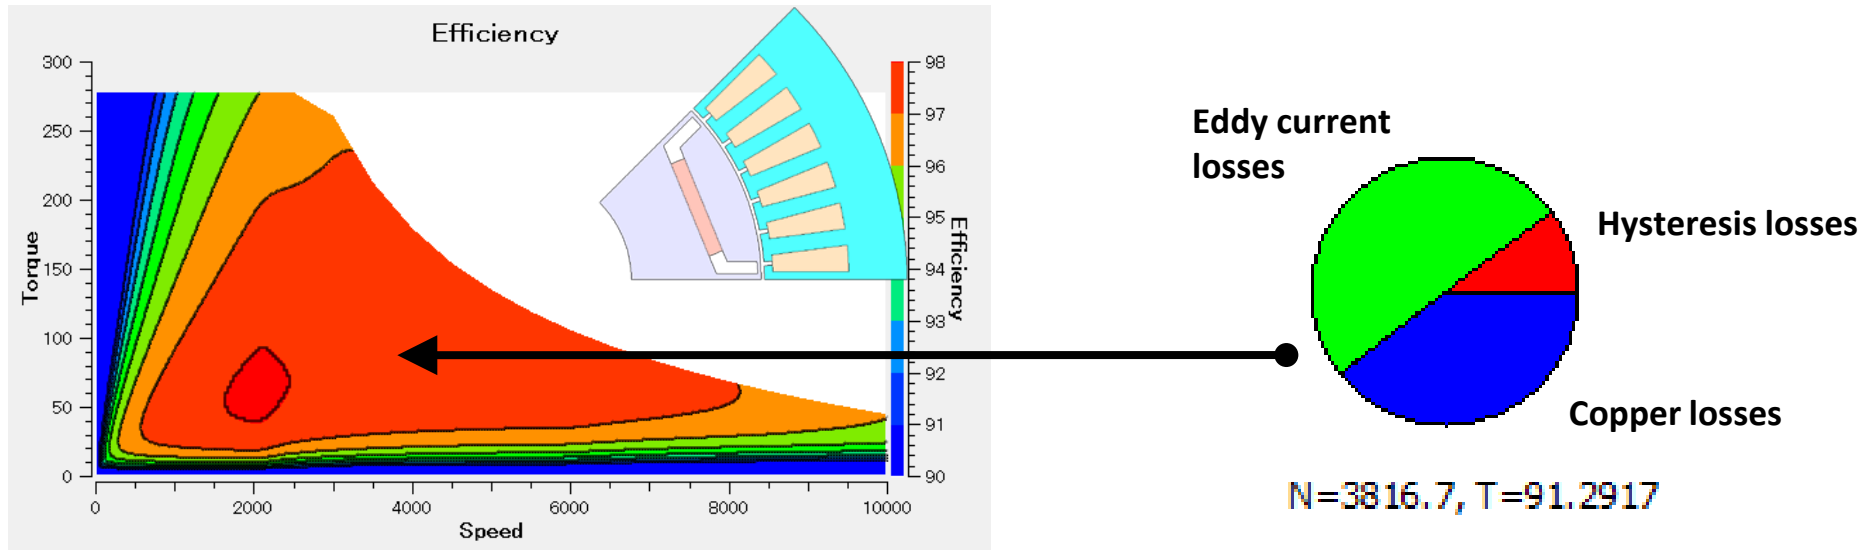 Efficiency
300
250
200
150
100
50
0
Torque
0
2000
4000
6000
8000
10000
Speed
98
97
96
95
94
93
92
91
90
Efficiency
Eddy current
losses
Hysteresis losses
Copper losses
N=3816.7, T=91.2917